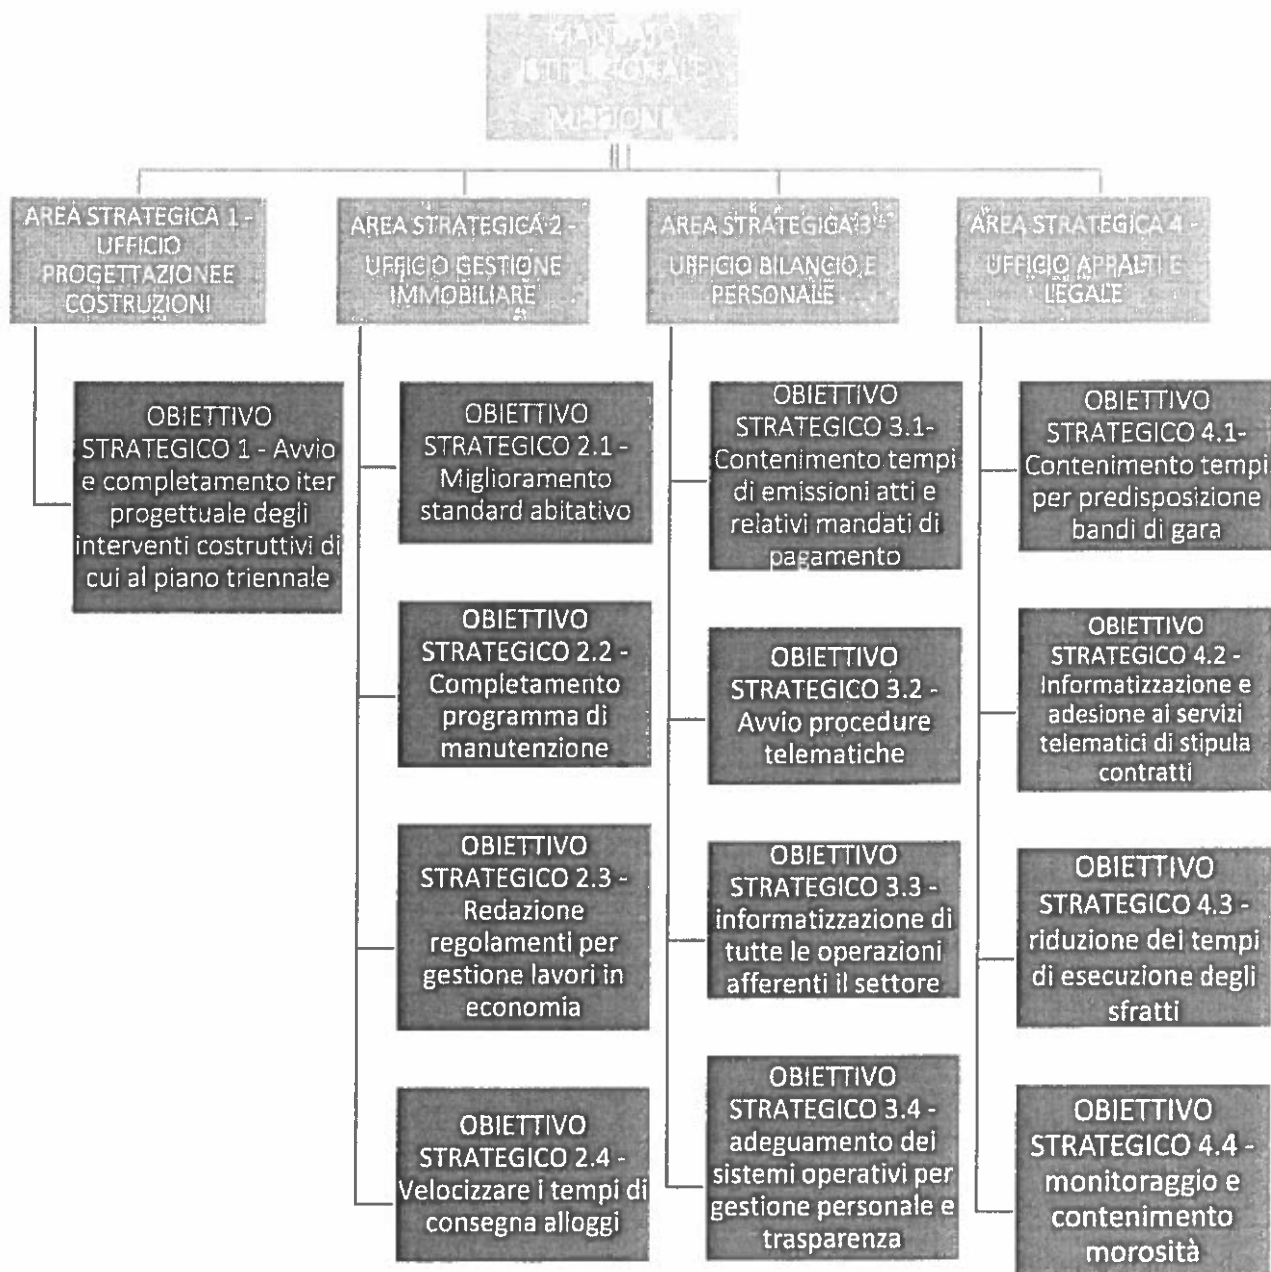 MANDATO
ISTITUZIONALE
MISSIONE
AREA STRATEGICA 1 -
UFFICIO
PROGETTAZIONEE
COSTRUZIONI
AREA STRATEGICA 2 -
UFFICIO GESTIONE
IMMOBILIARE
AREA STRATEGICA 3 -
UFFICIO BILANCIO E
PERSONALE
AREA STRATEGICA 4 -
UFFICIO APPALTI E
LEGALE
OBIETTIVO
STRATEGICO 1 - Avvio
e completamento iter
progettuale degli
interventi costruttivi di
cui al piano triennale
OBIETTIVO
STRATEGICO 2.1 -
Miglioramento
standard abitativo
OBIETTIVO
STRATEGICO 2.2 -
Completamento
programma di
manutenzione
OBIETTIVO
STRATEGICO 2.3 -
Redazione
regolamenti per
gestione lavori in
economia
OBIETTIVO
STRATEGICO 2.4 -
Velocizzare i tempi di
consegna alloggi
OBIETTIVO
STRATEGICO 3.1-
Contenimento tempi
di emissioni atti e
relativi mandati di
pagamento
OBIETTIVO
STRATEGICO 3.2 -
Avvio procedure
telematiche
OBIETTIVO
STRATEGICO 3.3 -
informatizzazione di
tutte le operazioni
afferenti il settore
OBIETTIVO
STRATEGICO 3.4 -
adeguamento dei
sistemi operativi per
gestione personale e
trasparenza
OBIETTIVO
STRATEGICO 4.1-
Contenimento tempi
per predisposizione
bandi di gara
OBIETTIVO
STRATEGICO 4.2 -
Informatizzazione e
adesione ai servizi
telematici di stipula
contratti
OBIETTIVO
STRATEGICO 4.3 -
riduzione dei tempi
di esecuzione degli
sfratti
OBIETTIVO
STRATEGICO 4.4 -
monitoraggio e
contenimento
morosità